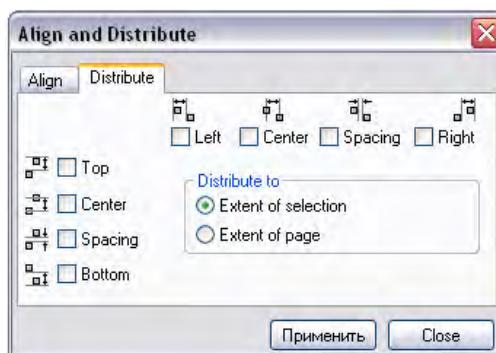 Align and Distribute
Align Distribute
Left Center Spacing Right
Top
Center
Spacing
Bottom
Distribute to
Extent of selection
Extent of page
Применить Close